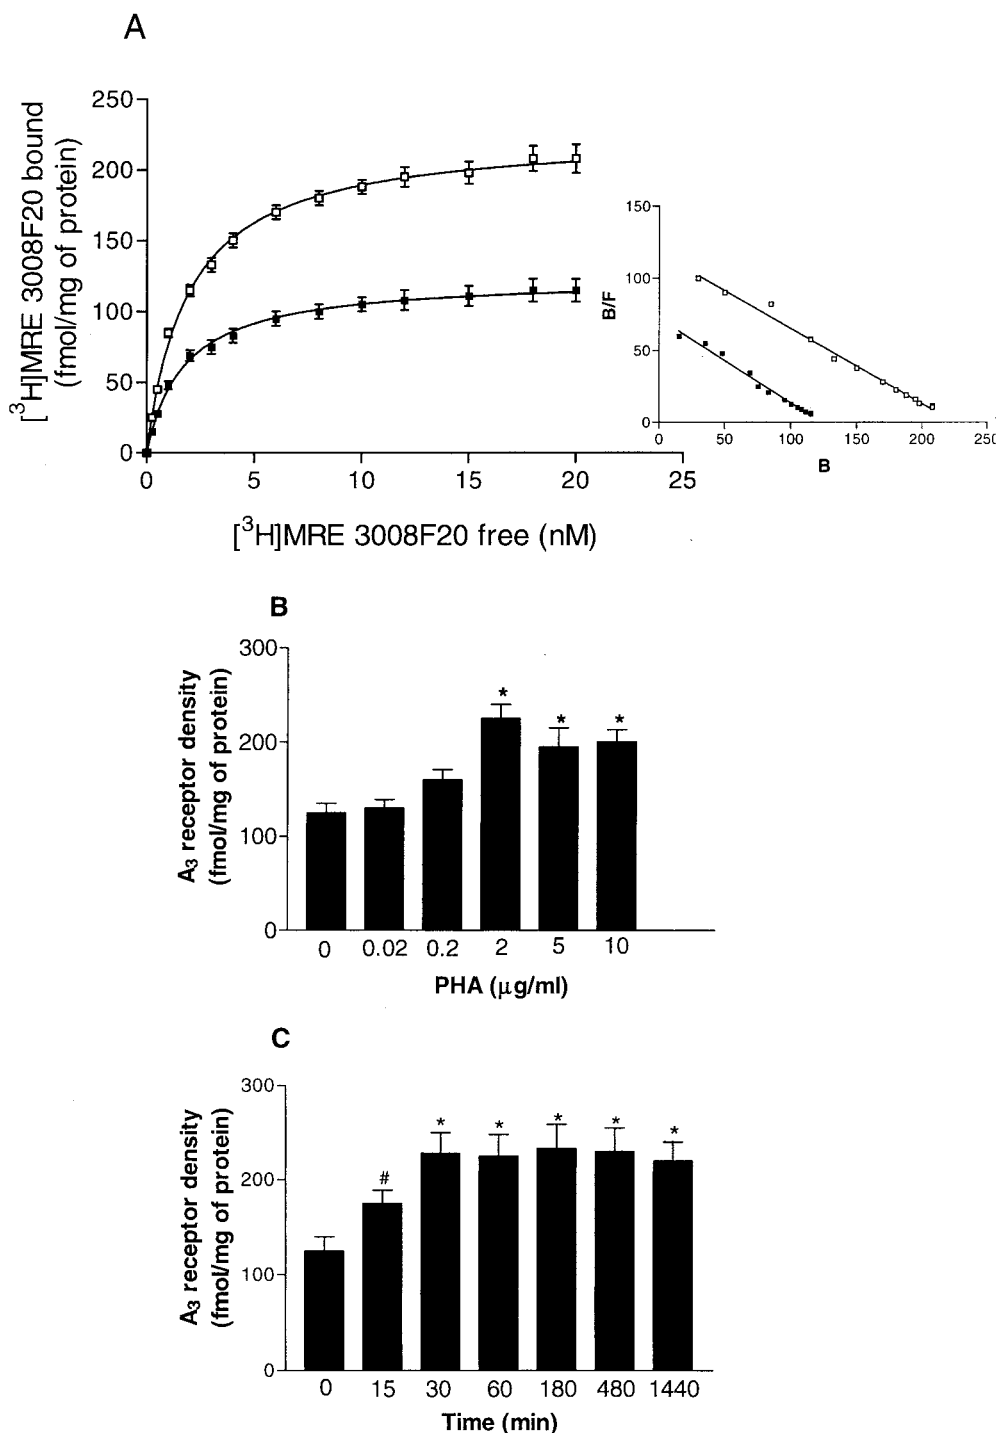 A
[³H]MRE 3008F20 bound
(fmol/mg of protein)
250
200
150
100
50
0
0 5 10 15 20 25
[³H]MRE 3008F20 free (nM)
B/F
150
100
50
0
0 50 100 150 200 250
B
B
A₃ receptor density
(fmol/mg of protein)
300
200
100
0
* * *
0 0.02 0.2 2 5 10
PHA (μg/ml)
C
A₃ receptor density
(fmol/mg of protein)
300
200
100
0
# * * * * *
0 15 30 60 180 480 1440
Time (min)